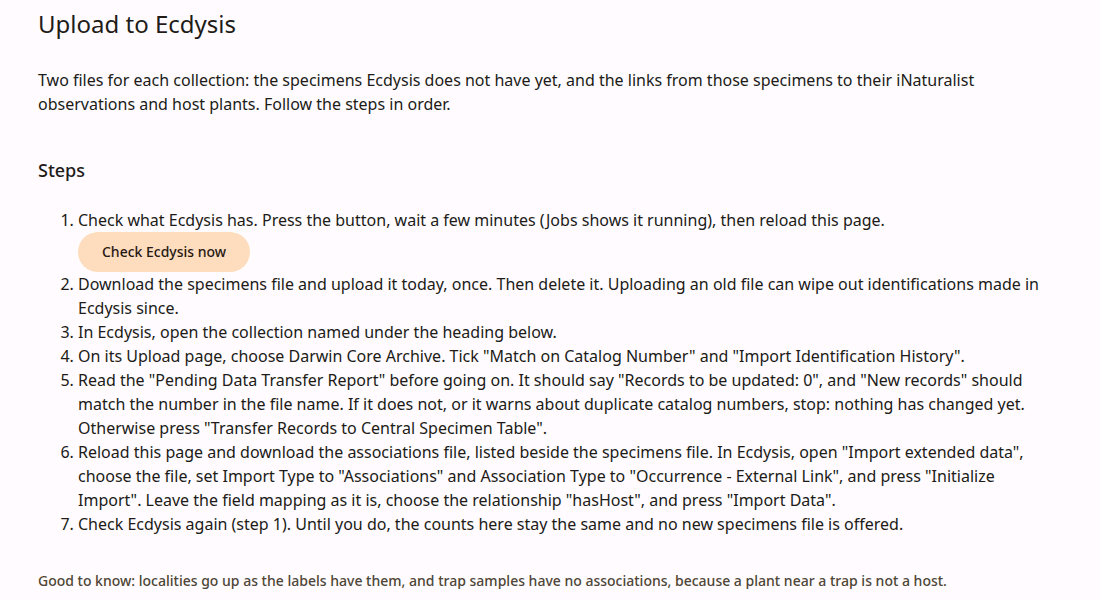 Upload to Ecdysis
Two files for each collection: the specimens Ecdysis does not have yet, and the links from those specimens to their iNaturalist
observations and host plants. Follow the steps in order.
Steps
1. Check what Ecdysis has. Press the button, wait a few minutes (Jobs shows it running), then reload this page.
Check Ecdysis now
2. Download the specimens file and upload it today, once. Then delete it. Uploading an old file can wipe out identifications made in
Ecdysis since.
3. In Ecdysis, open the collection named under the heading below.
4. On its Upload page, choose Darwin Core Archive. Tick "Match on Catalog Number" and "Import Identification History".
5. Read the "Pending Data Transfer Report" before going on. It should say "Records to be updated: 0", and "New records" should
match the number in the file name. If it does not, or it warns about duplicate catalog numbers, stop: nothing has changed yet.
Otherwise press "Transfer Records to Central Specimen Table".
6. Reload this page and download the associations file, listed beside the specimens file. In Ecdysis, open "Import extended data",
choose the file, set Import Type to "Associations" and Association Type to "Occurrence - External Link", and press "Initialize
Import". Leave the field mapping as it is, choose the relationship "hasHost", and press "Import Data".
7. Check Ecdysis again (step 1). Until you do, the counts here stay the same and no new specimens file is offered.
Good to know: localities go up as the labels have them, and trap samples have no associations, because a plant near a trap is not a host.